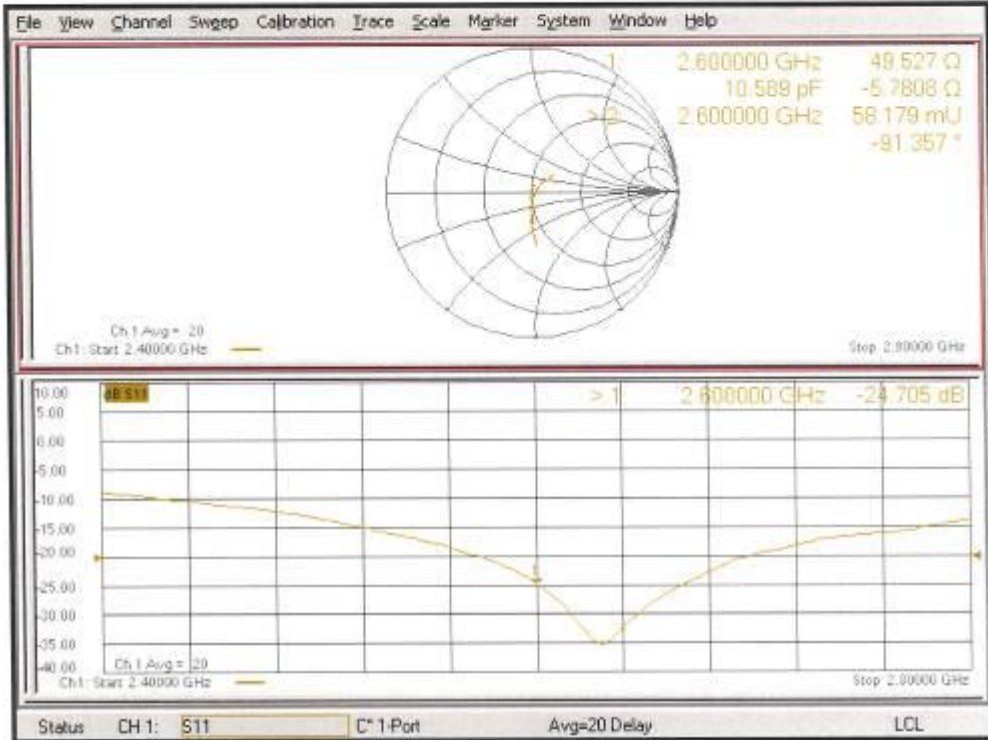 File View Channel Sweep Calibration Trace Scale Marker System Window Help
1 2.600000 GHz 49.527 Ω
10.589 pF -5.7808 Ω
> 2: 2.600000 GHz 58.179 mU
-91.357 °
Ch 1 Avg = 20
Ch1: Start 2.40000 GHz
Stop 2.80000 GHz
10.00
dB S11
> 1: 2.600000 GHz -24.705 dB
5.00
0.00
-5.00
-10.00
-15.00
-20.00
-25.00
-30.00
-35.00
-40.00
1
Ch 1 Avg = 20
Ch1: Start 2.40000 GHz
Stop 2.80000 GHz
Status CH 1: S11 C* 1-Port Avg=20 Delay LCL